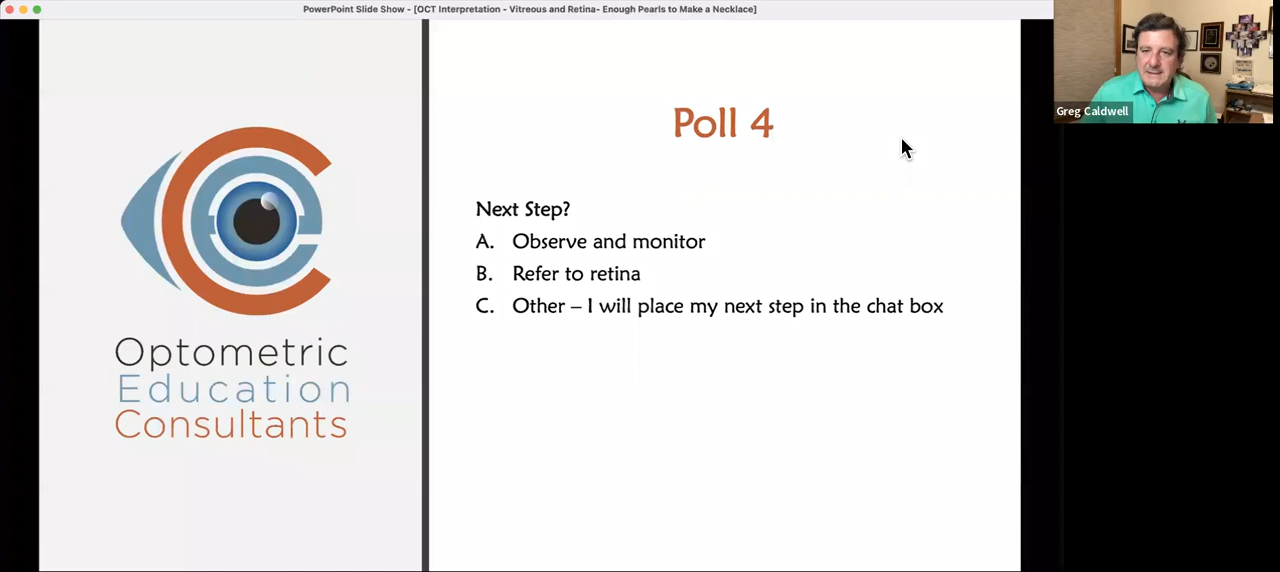 PowerPoint Slide Show - [OCT Interpretation - Vitreous and Retina- Enough Pearls to Make a Necklace]
Greg Caldwell
Poll 4
Next Step?
A. Observe and monitor
B. Refer to retina
C. Other – I will place my next step in the chat box
Optometric
Education
Consultants